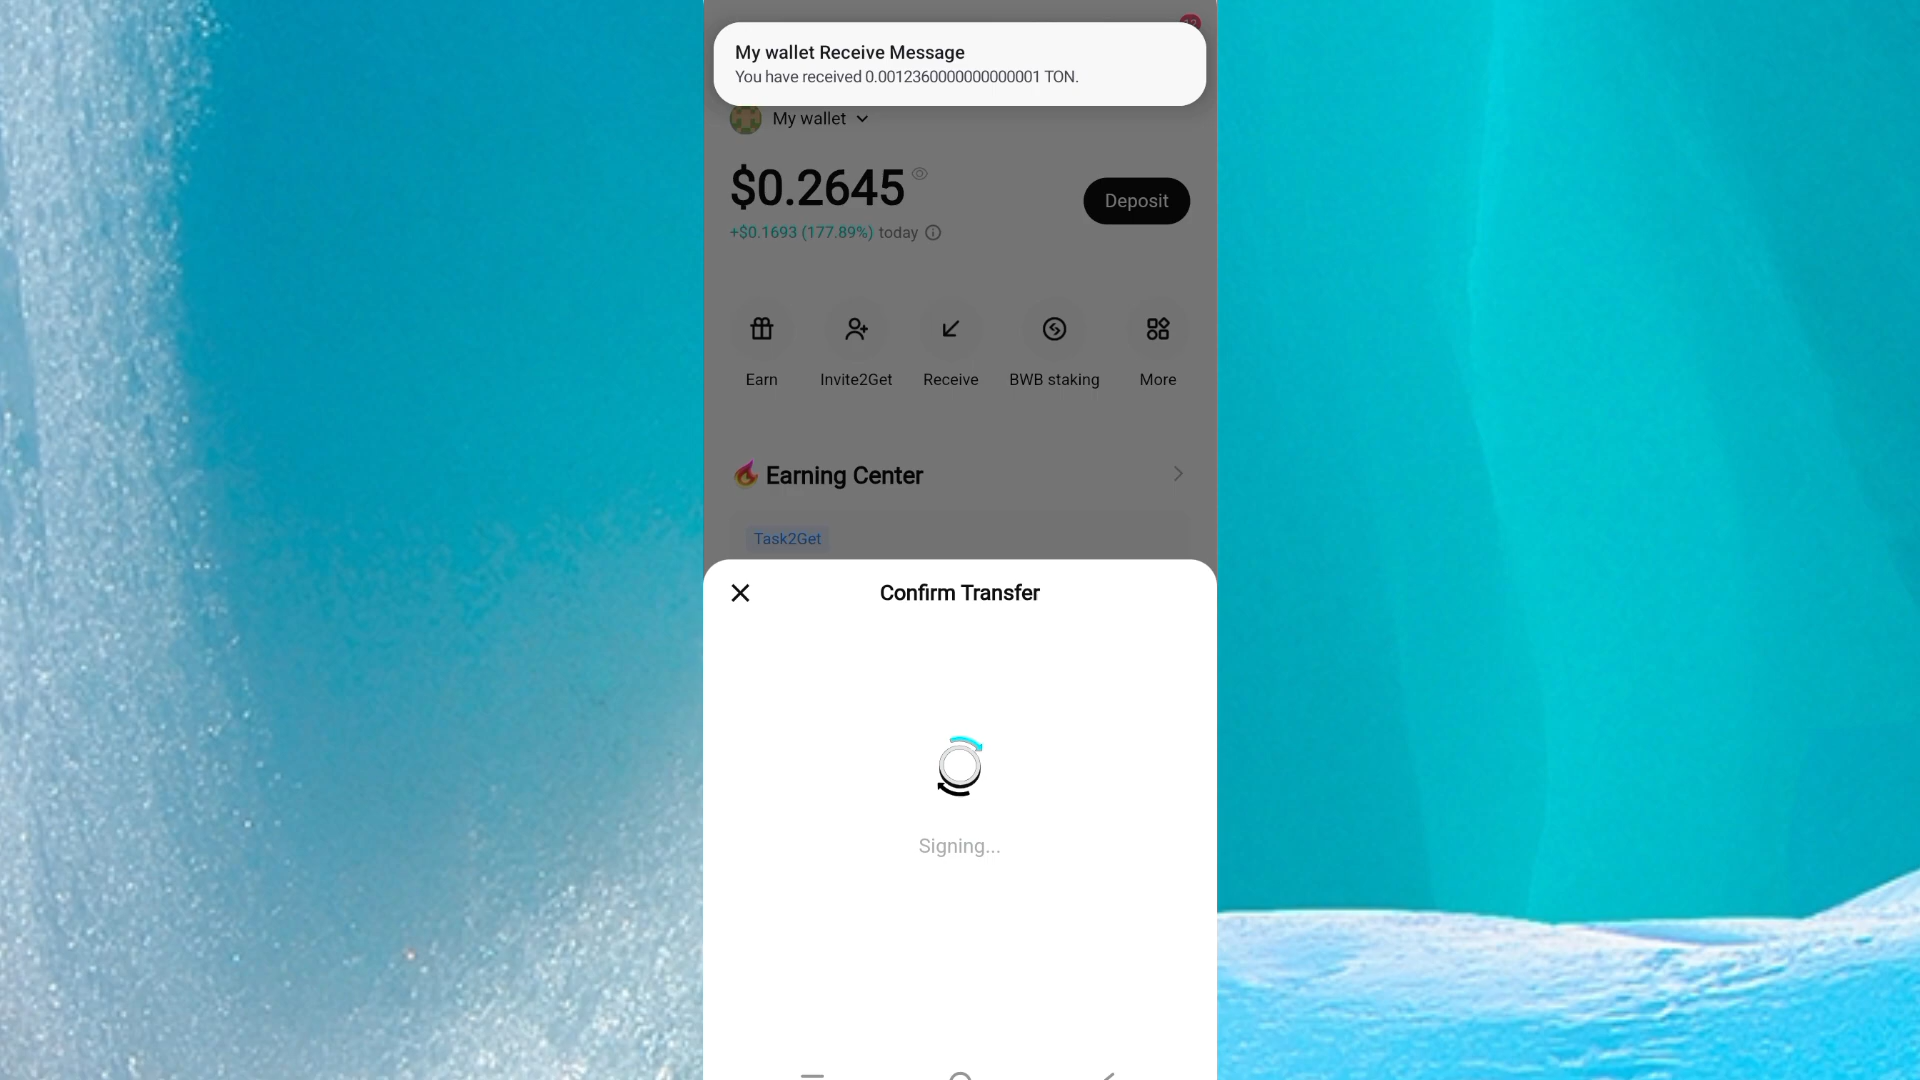 My wallet Receive Message
You have received 0.0012360000000000001 TON.
My wallet
$0.2645
Deposit
+$0.1693 (177.89%) today
Earn
Invite2Get
Receive
BWB staking
More
Earning Center
Task2Get
Confirm Transfer
Signing...